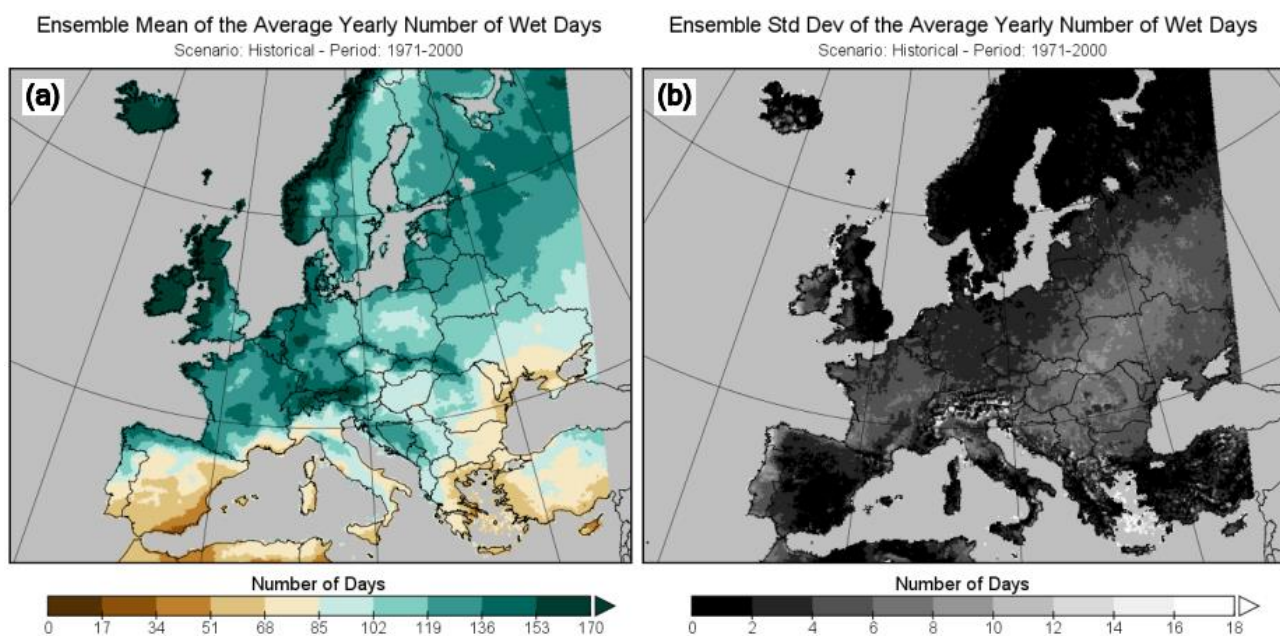 Ensemble Mean of the Average Yearly Number of Wet Days
Scenario: Historical - Period: 1971-2000
(a)
Number of Days
0 17 34 51 68 85 102 119 136 153 170
Ensemble Std Dev of the Average Yearly Number of Wet Days
Scenario: Historical - Period: 1971-2000
(b)
Number of Days
0 2 4 6 8 10 12 14 16 18